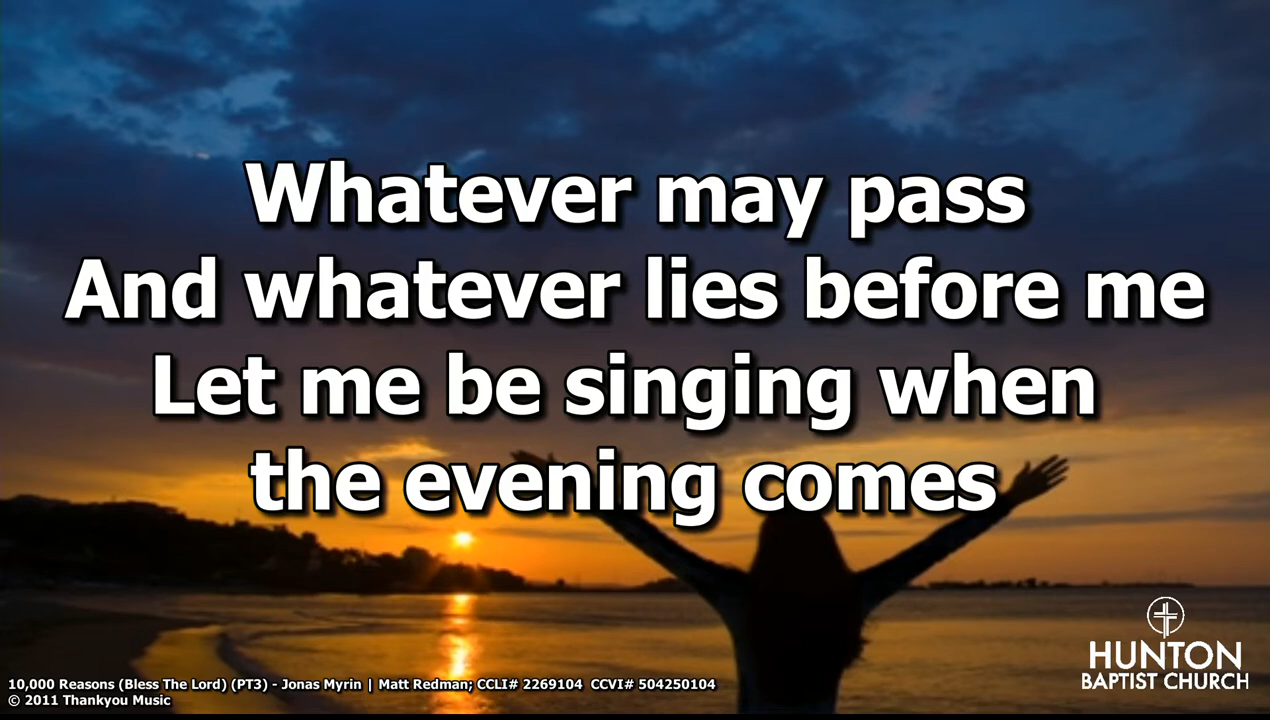 Whatever may pass
And whatever lies before me
Let me be singing when
the evening comes
10,000 Reasons (Bless The Lord) (PT3) - Jonas Myrin | Matt Redman; CCLI# 2269104 CCVI# 504250104
© 2011 Thankyou Music
HUNTON
BAPTIST CHURCH